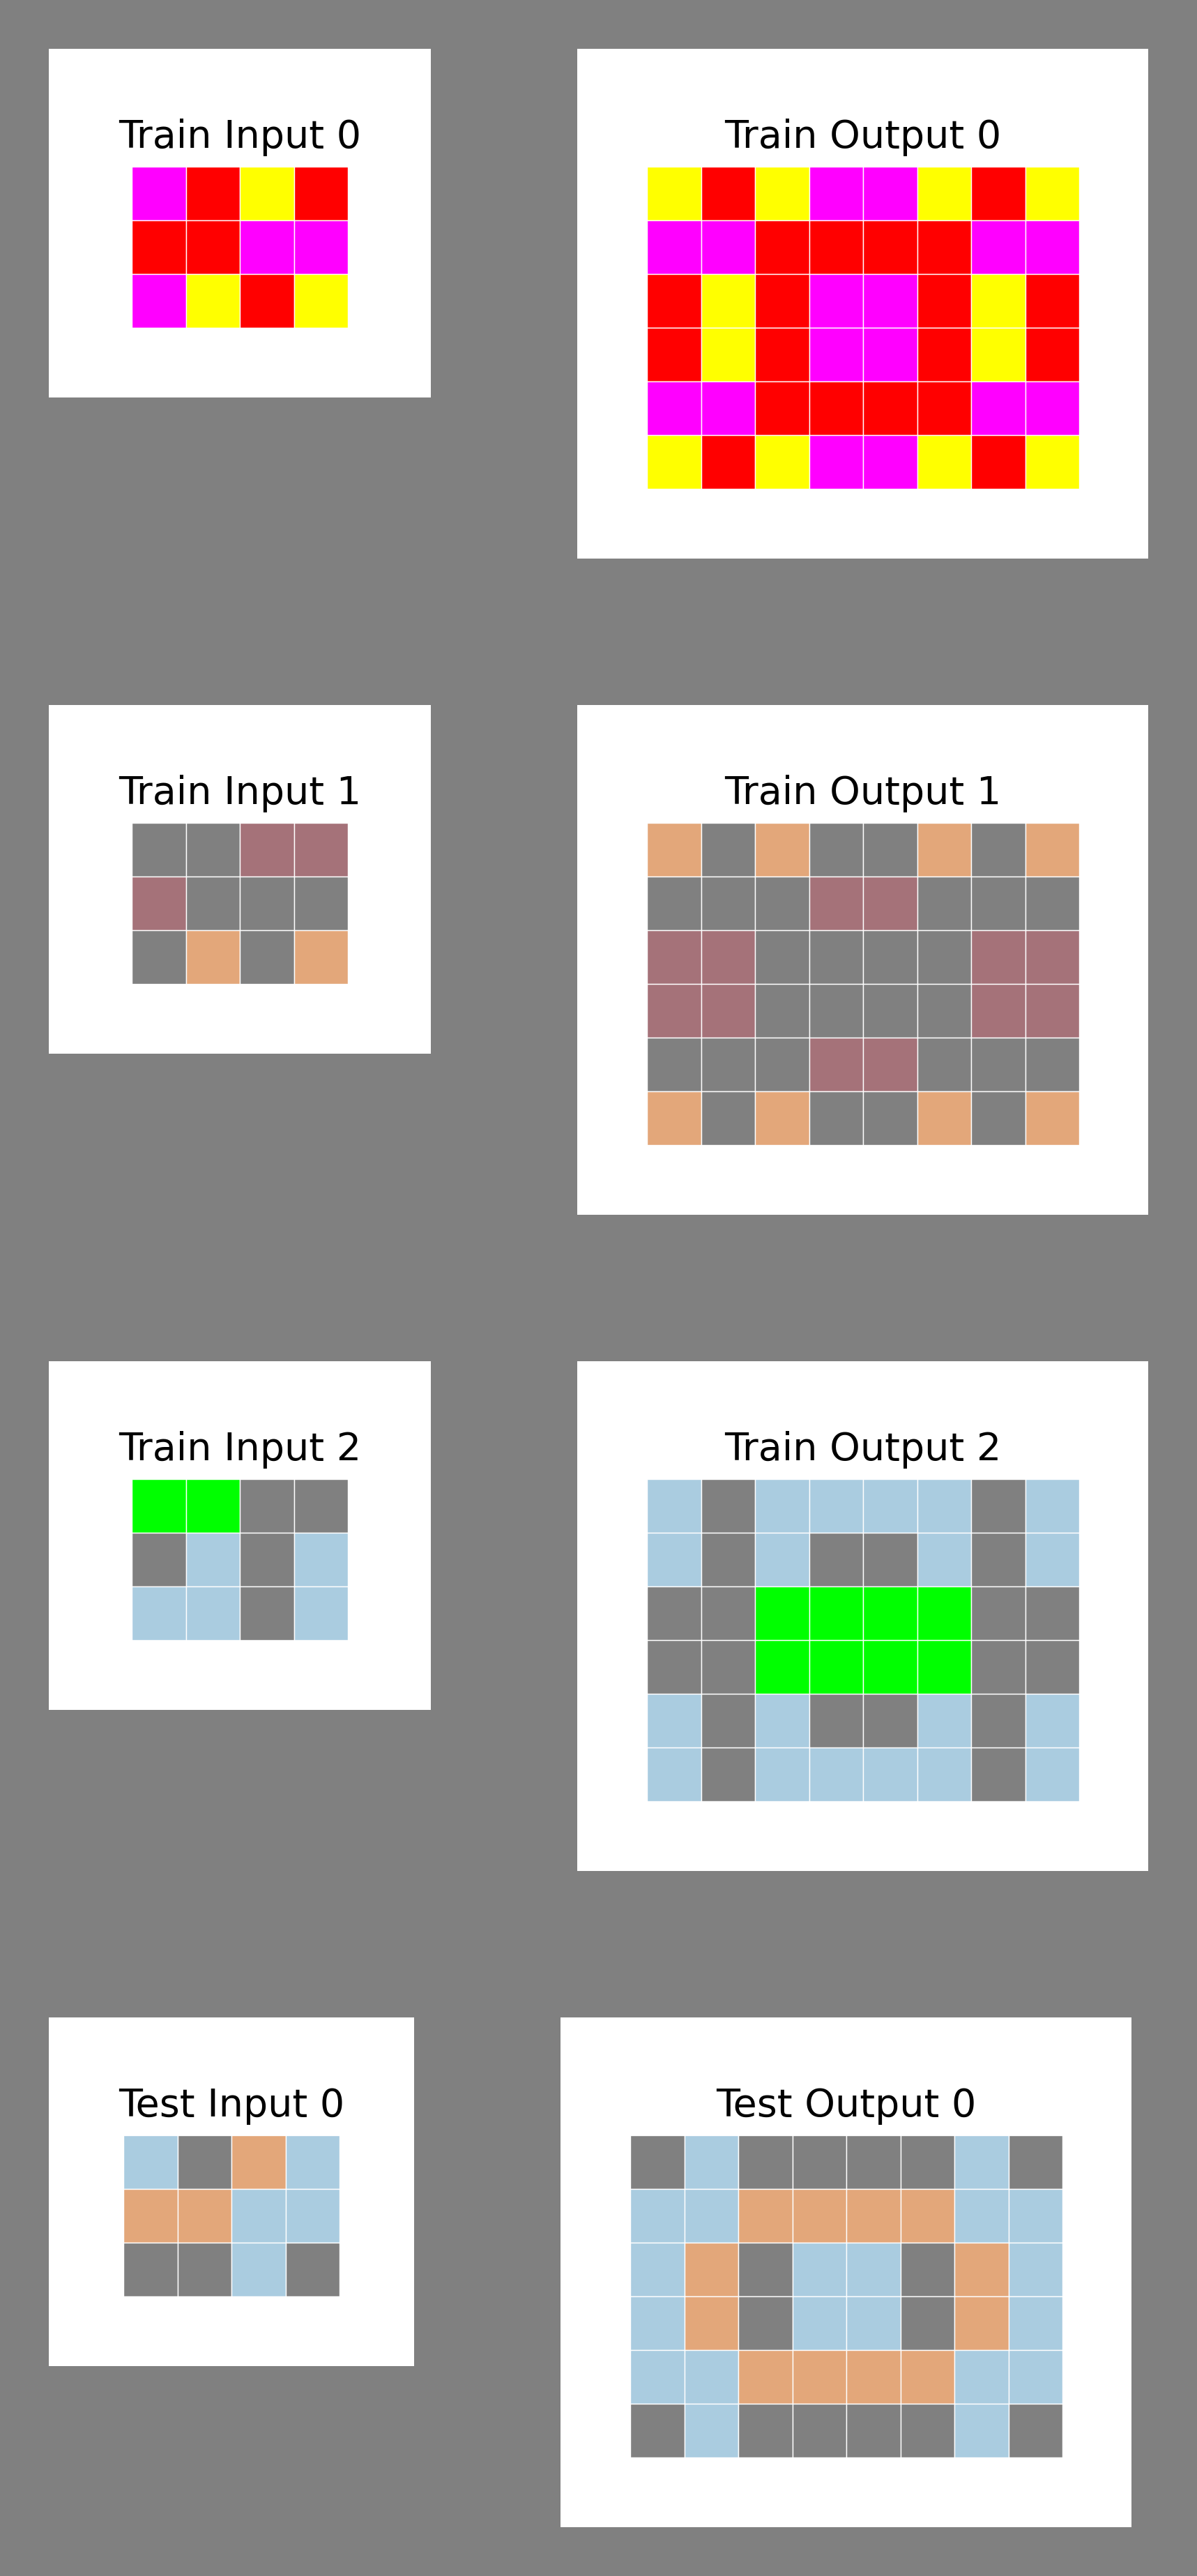 Train Input 0
Train Output 0
Train Input 1
Train Output 1
Train Input 2
Train Output 2
Test Input 0
Test Output 0